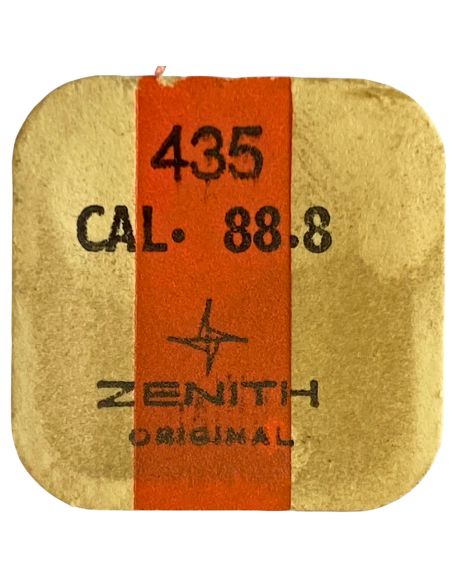 435
CAL. 88.8
ZENITH
ORIGINAL